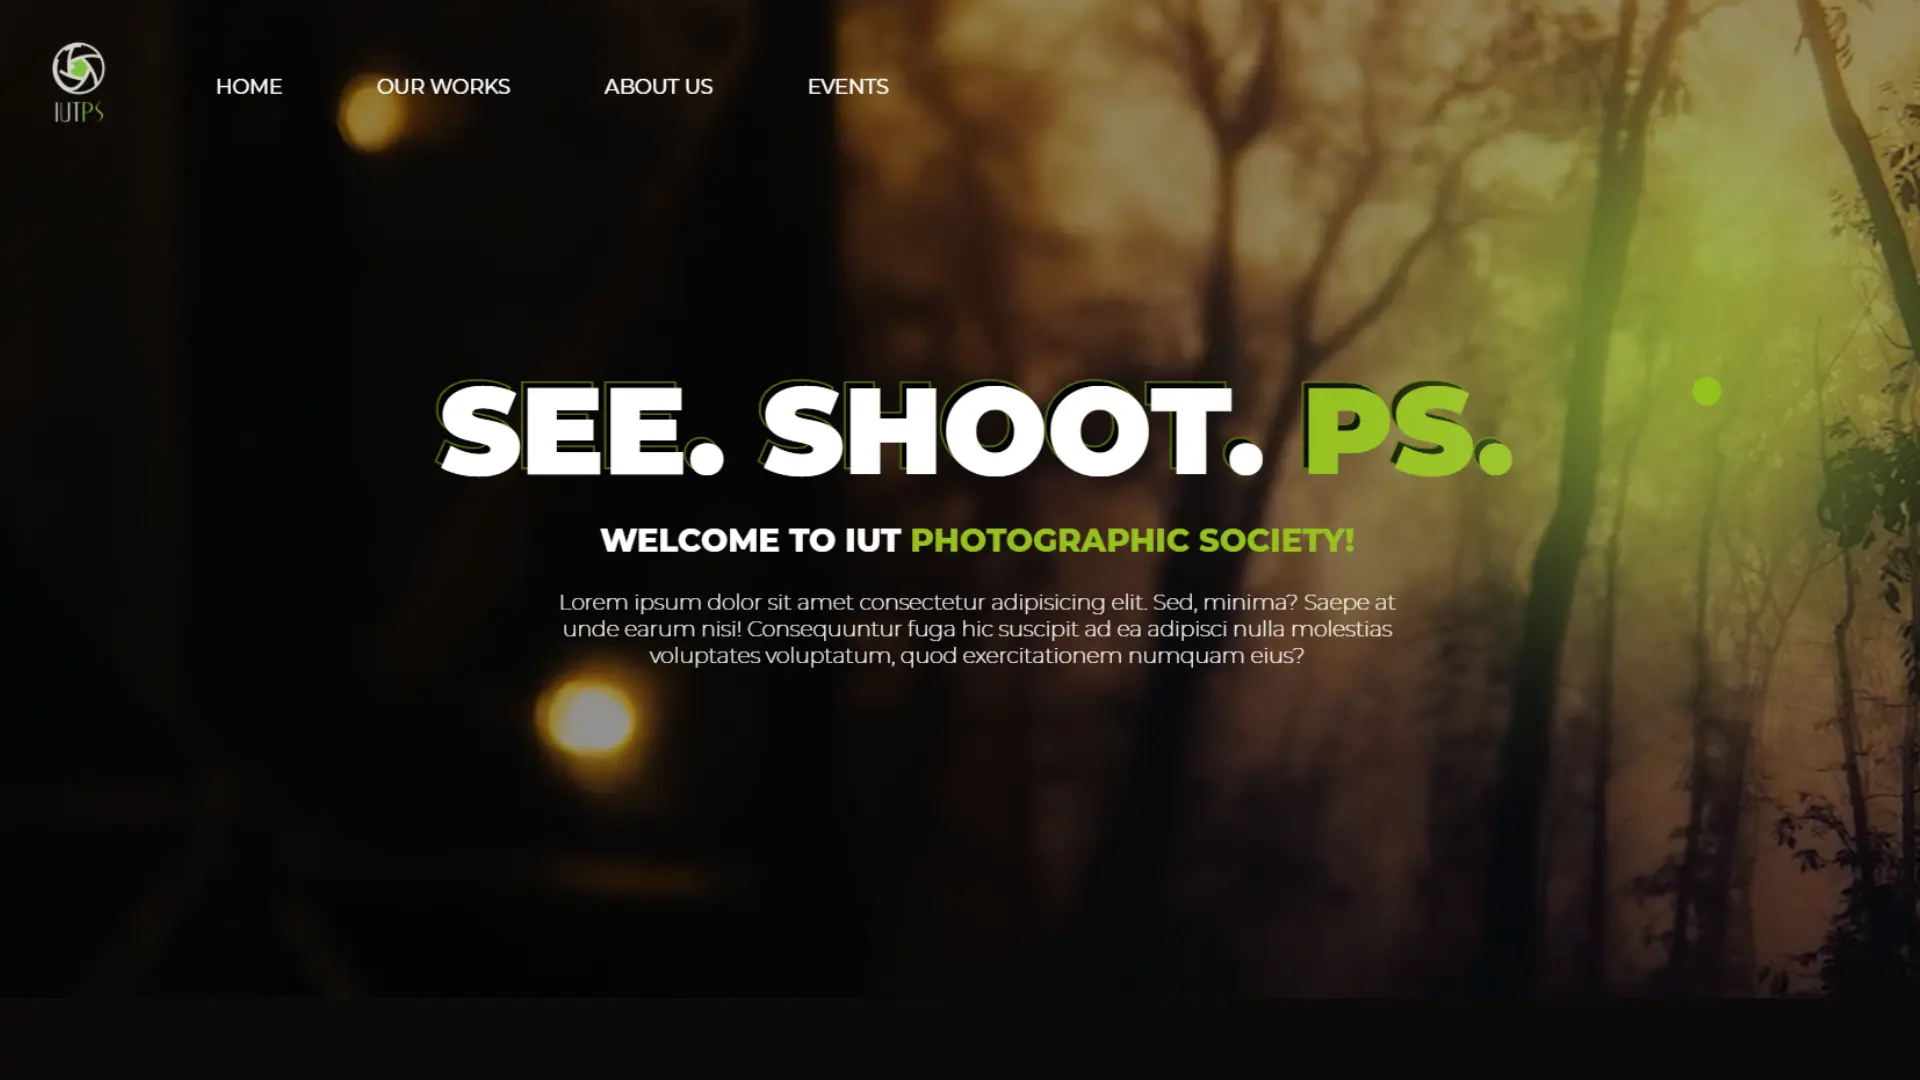 IUTPS
HOME
OUR WORKS
ABOUT US
EVENTS
SEE. SHOOT. PS.
WELCOME TO IUT PHOTOGRAPHIC SOCIETY!
Lorem ipsum dolor sit amet consectetur adipisicing elit. Sed, minima? Saepe at
unde earum nisi! Consequuntur fuga hic suscipit ad ea adipisci nulla molestias
voluptates voluptatum, quod exercitationem numquam eius?